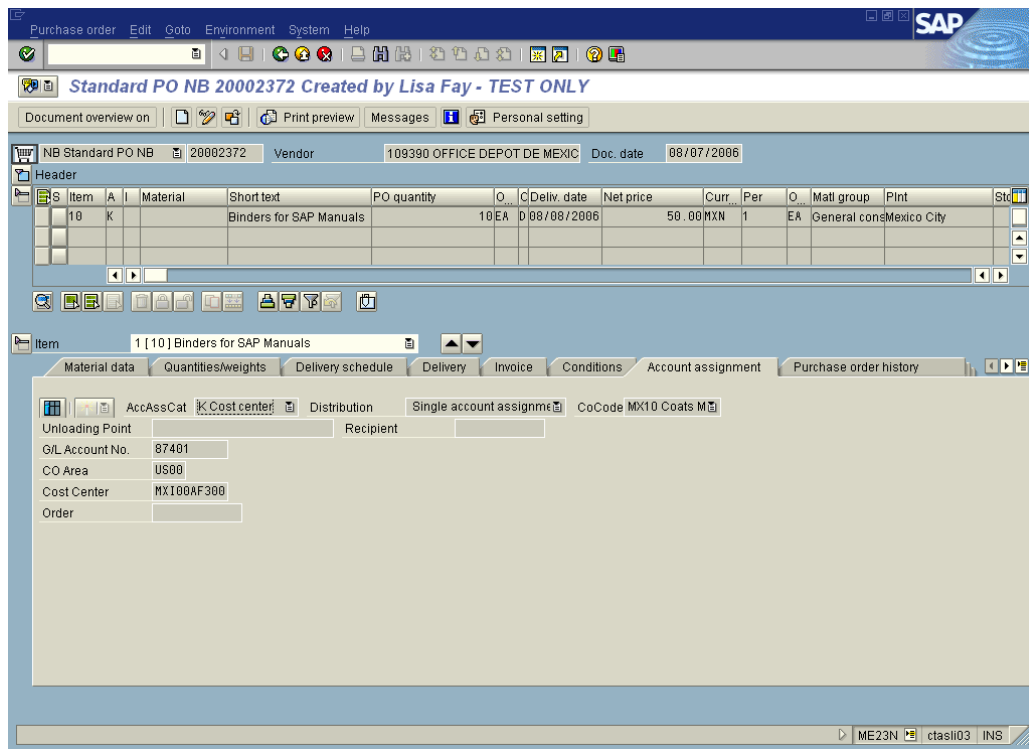 Purchase order Edit Goto Environment System Help
SAP
Standard PO NB 20002372 Created by Lisa Fay - TEST ONLY
Document overview on Print preview Messages Personal setting
NB Standard PO NB 20002372 Vendor 109390 OFFICE DEPOT DE MEXIC Doc. date 08/07/2006
Header
S Item A I Material Short text PO quantity O... C Deliv. date Net price Curr... Per O... Matl group Plnt Sto
10 K Binders for SAP Manuals 10 EA D 08/08/2006 50.00 MXN 1 EA General cons Mexico City
Item 1 [ 10 ] Binders for SAP Manuals
Material data Quantities/weights Delivery schedule Delivery Invoice Conditions Account assignment Purchase order history
AccAssCat K Cost center Distribution Single account assignme CoCode MX10 Coats M
Unloading Point Recipient
G/L Account No. 87401
CO Area US00
Cost Center MXI00AF300
Order
ME23N ctasli03 INS